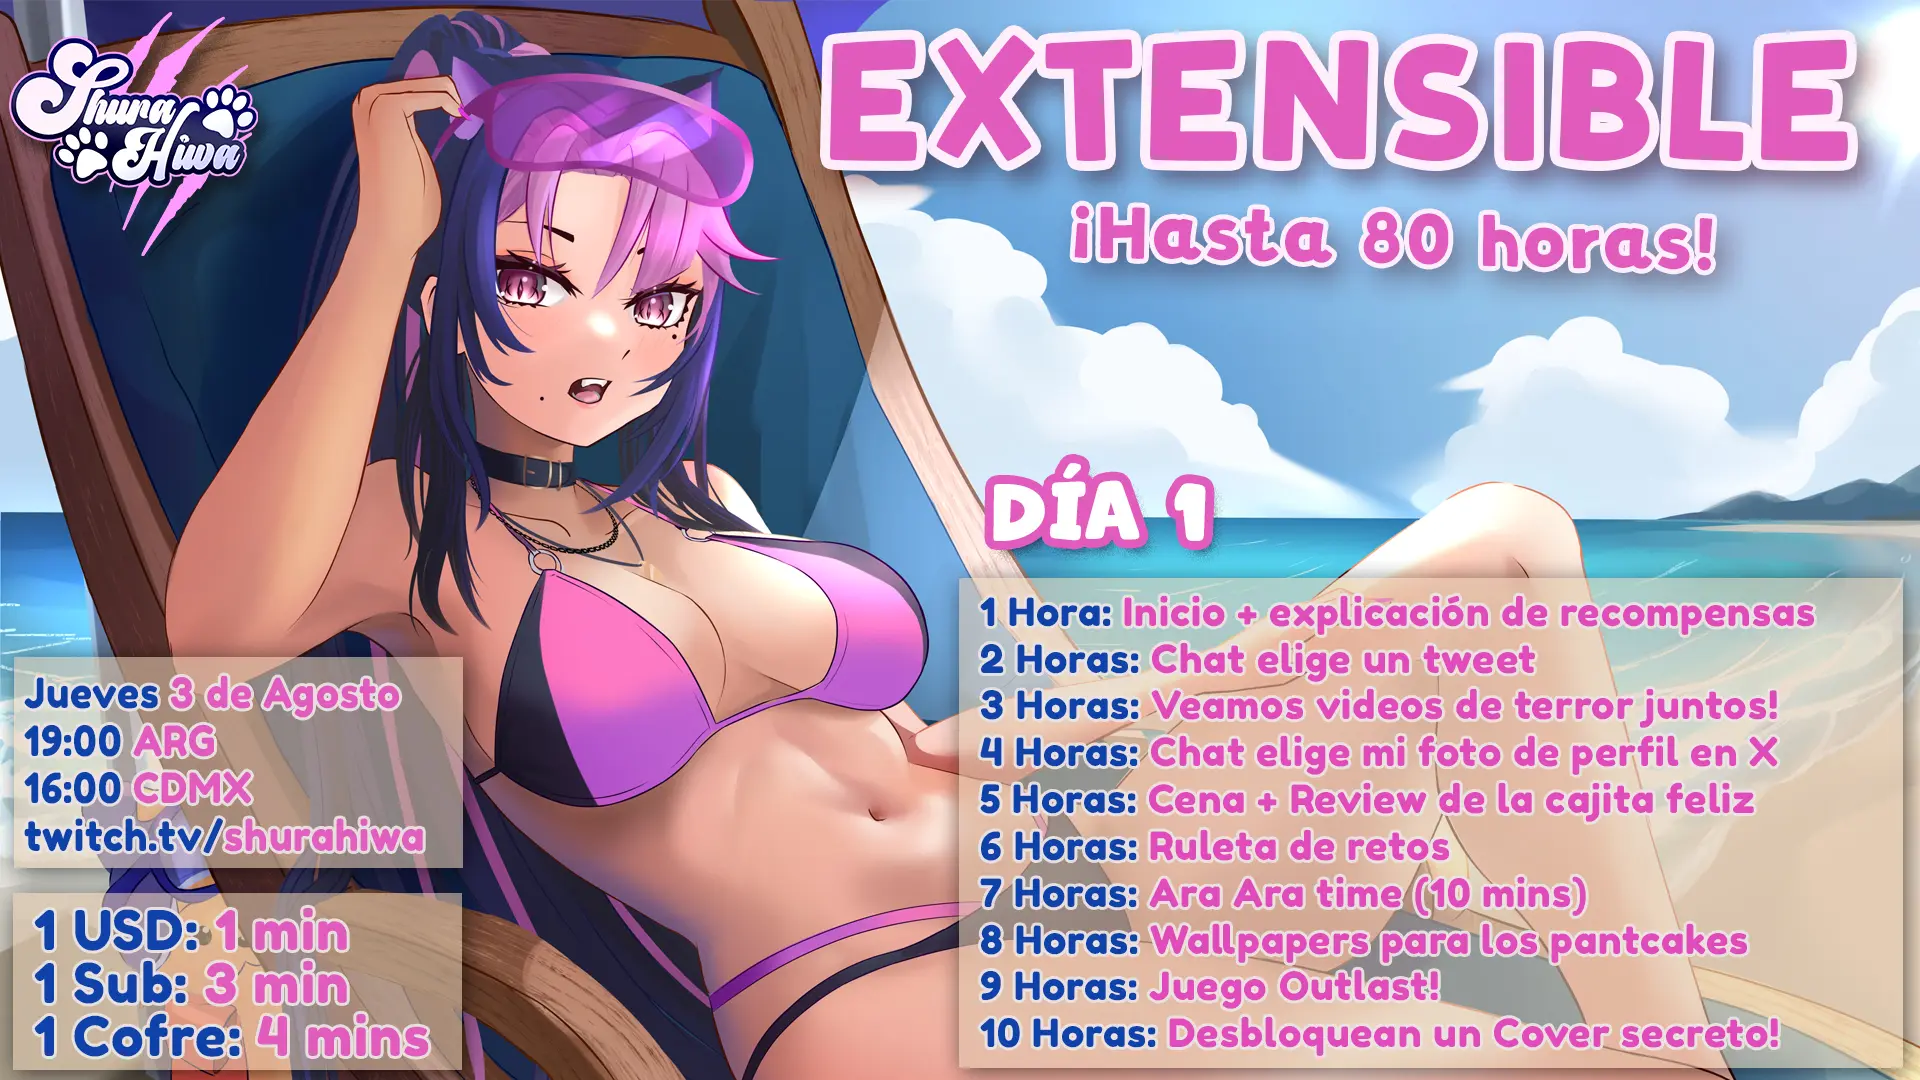 Shura
Hiwa
EXTENSIBLE
¡Hasta 80 horas!
DÍA 1
1 Hora: Inicio + explicación de recompensas
2 Horas: Chat elige un tweet
3 Horas: Veamos videos de terror juntos!
4 Horas: Chat elige mi foto de perfil en X
5 Horas: Cena + Review de la cajita feliz
6 Horas: Ruleta de retos
7 Horas: Ara Ara time (10 mins)
8 Horas: Wallpapers para los pantcakes
9 Horas: Juego Outlast!
10 Horas: Desbloquean un Cover secreto!
Jueves 3 de Agosto
19:00 ARG
16:00 CDMX
twitch.tv/shurahiwa
1 USD: 1 min
1 Sub: 3 min
1 Cofre: 4 mins